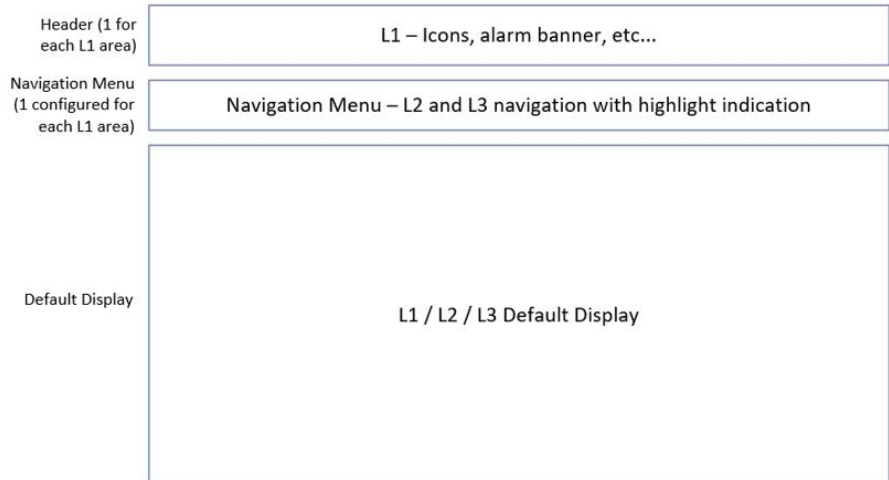 Header (1 for
each L1 area)
L1 – Icons, alarm banner, etc...
Navigation Menu
(1 configured for
each L1 area)
Navigation Menu – L2 and L3 navigation with highlight indication
Default Display
L1 / L2 / L3 Default Display